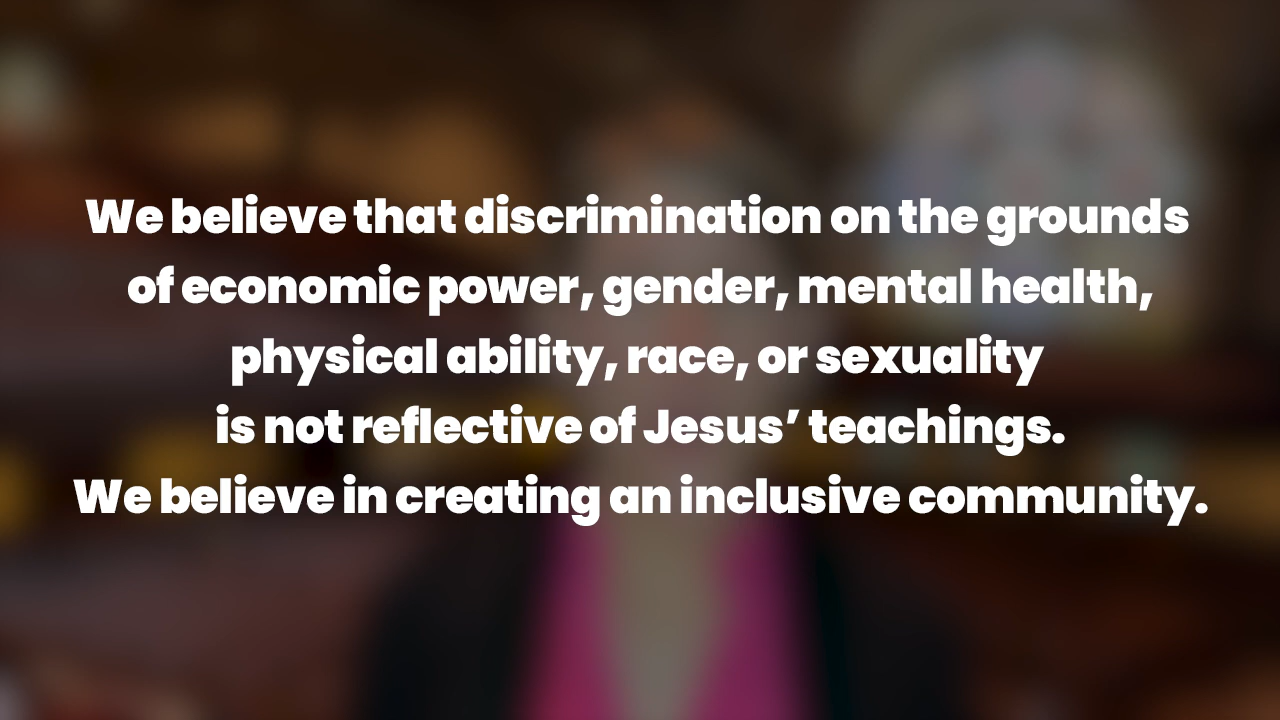 We believe that discrimination on the grounds
of economic power, gender, mental health,
physical ability, race, or sexuality
is not reflective of Jesus’ teachings.
We believe in creating an inclusive community.